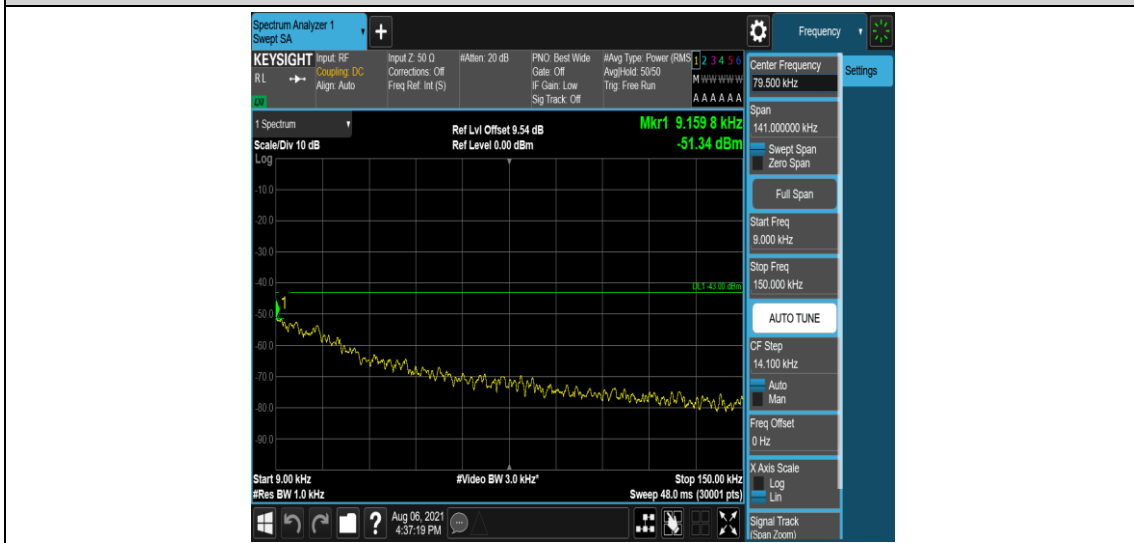 Spectrum Analyzer 1
Swept SA
+
Frequency
KEYSIGHT
RL
Input: RF
Coupling: DC
Align: Auto
Input Z: 50 Ω
Corrections: Off
Freq Ref: Int (S)
#Atten: 20 dB
PNO: Best Wide
Gate: Off
IF Gain: Low
Sig Track: Off
#Avg Type: Power (RMS
Avg|Hold: 50/50
Trig: Free Run
1 2 3 4 5 6
M W W W W W
A A A A A A
1 Spectrum
Scale/Div 10 dB
Ref Lvl Offset 9.54 dB
Ref Level 0.00 dBm
Mkr1 9.159 8 kHz
-51.34 dBm
Log
-10.0
-20.0
-30.0
-40.0
-50.0
-60.0
-70.0
-80.0
-90.0
DL1 -43.00 dBm
1
Start 9.00 kHz
#Res BW 1.0 kHz
#Video BW 3.0 kHz*
Stop 150.00 kHz
Sweep 48.0 ms (30001 pts)
?
Aug 06, 2021
4:37:19 PM
Center Frequency
79.500 kHz
Settings
Span
141.000000 kHz
Swept Span
Zero Span
Full Span
Start Freq
9.000 kHz
Stop Freq
150.000 kHz
AUTO TUNE
CF Step
14.100 kHz
Auto
Man
Freq Offset
0 Hz
X Axis Scale
Log
Lin
Signal Track
(Span Zoom)